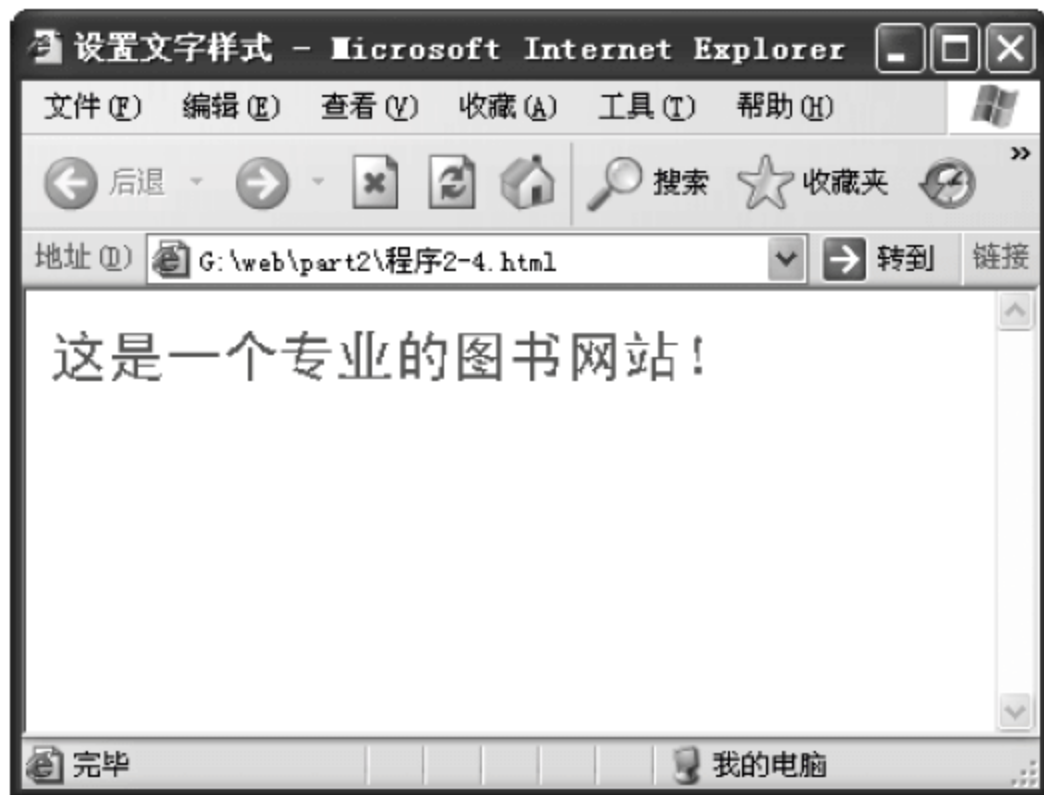 设置文字样式 - Microsoft Internet Explorer
文件(F) 编辑(E) 查看(V) 收藏(A) 工具(T) 帮助(H)
后退 搜索 收藏夹 »
地址(D) G:\web\part2\程序2-4.html 转到 链接
这是一个专业的图书网站!
完毕 我的电脑